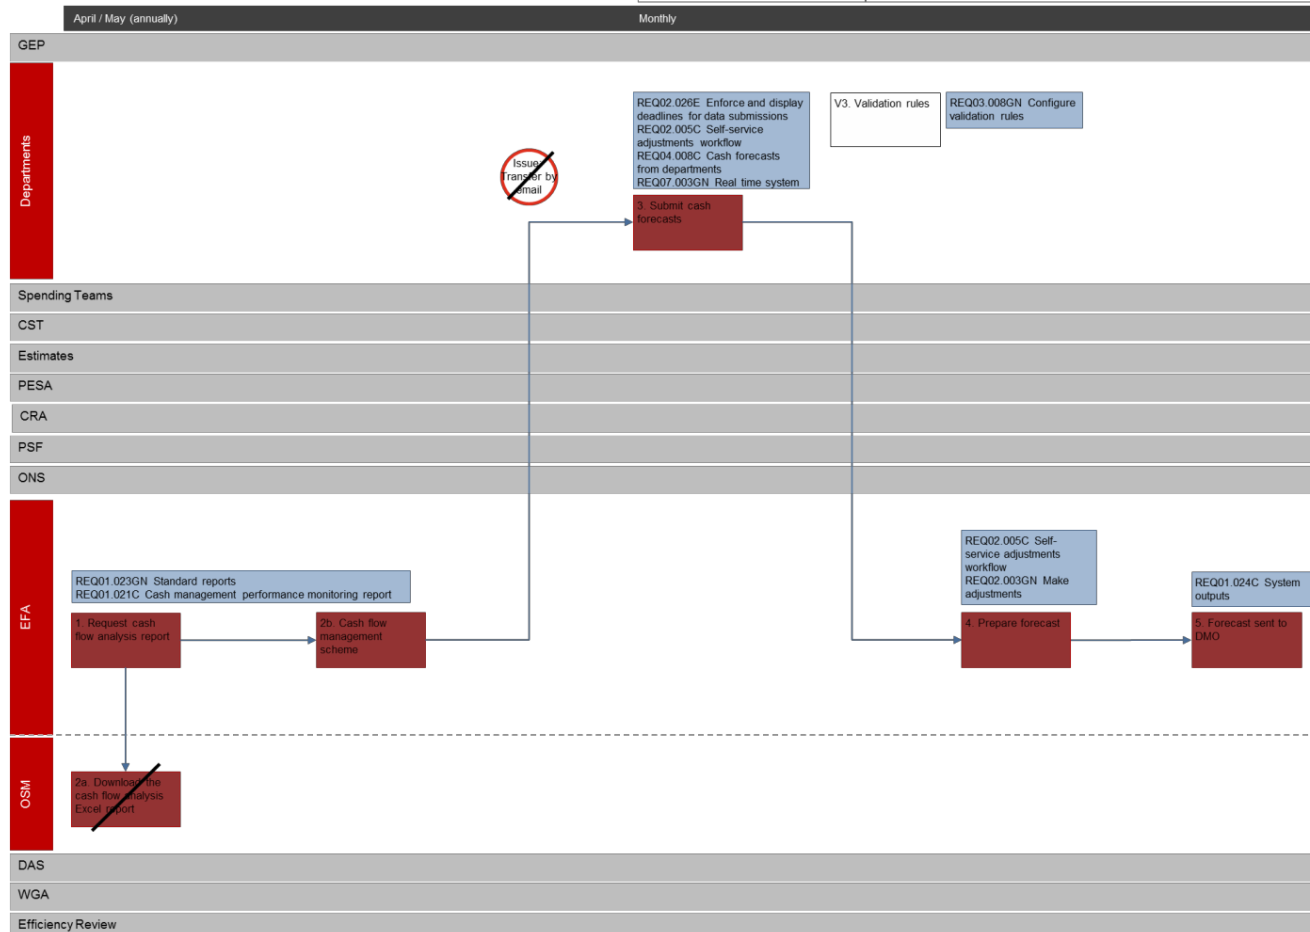 April / May (annually)
Monthly
GEP
Departments
REQ02.026E Enforce and display
deadlines for data submissions
REQ02.005C Self-service
adjustments workflow
REQ04.008C Cash forecasts
from departments
REQ07.003GN Real time system
V3. Validation rules
REQ03.008GN Configure
validation rules
Issue:
Transfer by
email
3. Submit cash
forecasts
Spending Teams
CST
Estimates
PESA
CRA
PSF
ONS
EFA
REQ01.023GN Standard reports
REQ01.021C Cash management performance monitoring report
1. Request cash
flow analysis report
2b. Cash flow
management
scheme
REQ02.005C Self-
service adjustments
workflow
REQ02.003GN Make
adjustments
4. Prepare forecast
REQ01.024C System
outputs
5. Forecast sent to
DMO
OSM
2a. Download the
cash flow analysis
Excel report
DAS
WGA
Efficiency Review